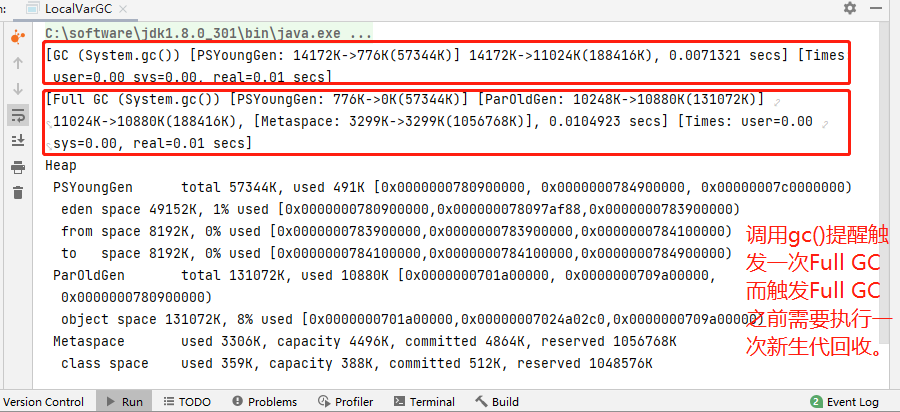 Run:
LocalVarGC ×
C:\software\jdk1.8.0_301\bin\java.exe ...
[GC (System.gc()) [PSYoungGen: 14172K->776K(57344K)] 14172K->11024K(188416K), 0.0071321 secs] [Times
user=0.00 sys=0.00, real=0.01 secs]
[Full GC (System.gc()) [PSYoungGen: 776K->0K(57344K)] [ParOldGen: 10248K->10880K(131072K)]
11024K->10880K(188416K), [Metaspace: 3299K->3299K(1056768K)], 0.0104923 secs] [Times: user=0.00
sys=0.00, real=0.01 secs]
Heap
PSYoungGen total 57344K, used 491K [0x0000000780900000, 0x0000000784900000, 0x00000007c0000000)
eden space 49152K, 1% used [0x0000000780900000,0x000000078097af88,0x0000000783900000)
from space 8192K, 0% used [0x0000000783900000,0x0000000783900000,0x0000000784100000)
to space 8192K, 0% used [0x0000000784100000,0x0000000784100000,0x0000000784900000)
ParOldGen total 131072K, used 10880K [0x0000000701a00000, 0x0000000709a00000,
0x0000000780900000)
object space 131072K, 8% used [0x0000000701a00000,0x00000007024a02c0,0x0000000709a00000)
Metaspace used 3306K, capacity 4496K, committed 4864K, reserved 1056768K
class space used 359K, capacity 388K, committed 512K, reserved 1048576K
调用gc()提醒触
发一次Full GC
而触发Full GC
之前需要执行一
次新生代回收。
Version Control
Run
TODO
Problems
Profiler
Terminal
Build
2 Event Log